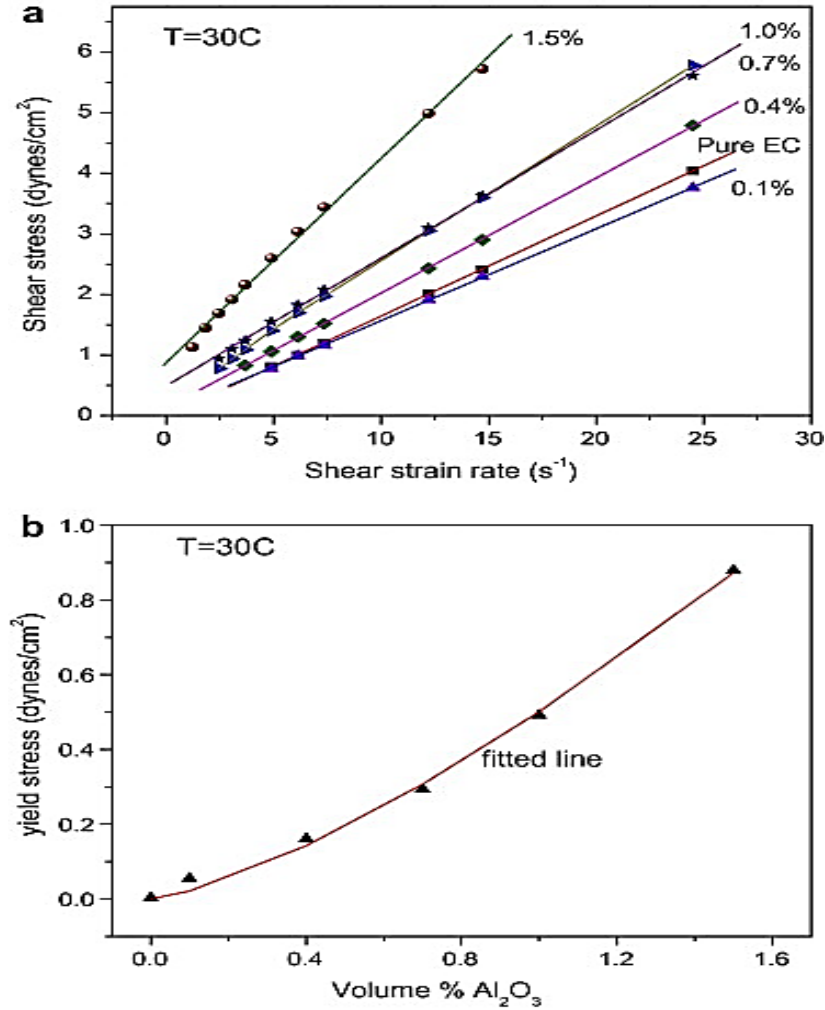 a
T=30C
1.5%
1.0%
0.7%
0.4%
Pure EC
0.1%
Shear stress (dynes/cm²)
6
5
4
3
2
1
0
0 5 10 15 20 25 30
Shear strain rate (s⁻¹)
b
T=30C
yield stress (dynes/cm²)
1.0
0.8
0.6
0.4
0.2
0.0
fitted line
0.0 0.4 0.8 1.2 1.6
Volume % Al₂O₃